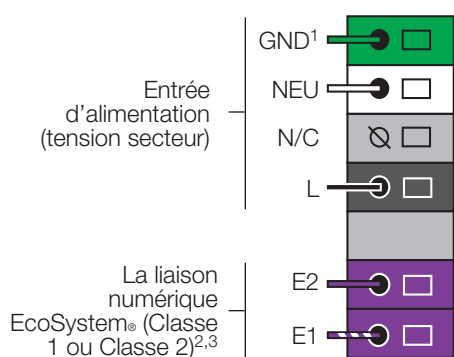 GND¹
NEU
Entrée
d'alimentation
(tension secteur)
N/C
L
La liaison
numérique
EcoSystem® (Classe
1 ou Classe 2)²,³
E2
E1